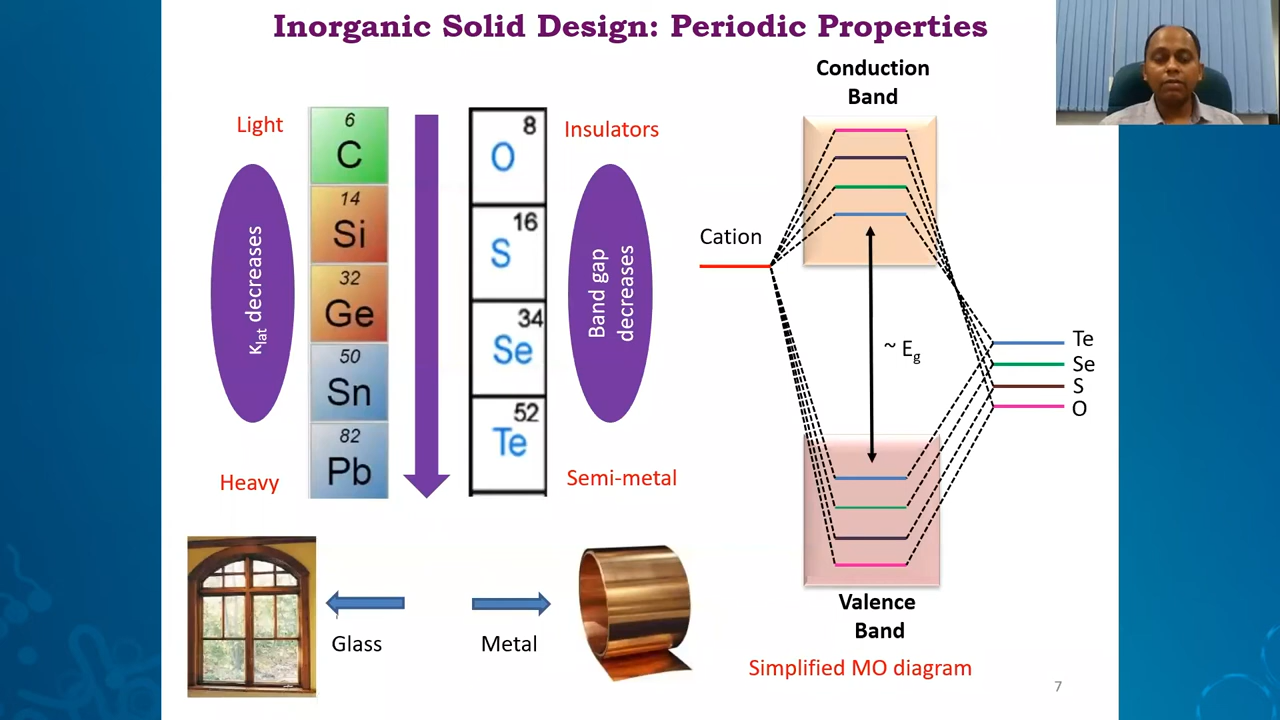 Inorganic Solid Design: Periodic Properties
Conduction
Band
Light
6
C
14
Si
32
Ge
50
Sn
82
Pb
Heavy
κlat decreases
8
O
16
S
34
Se
52
Te
Insulators
Band gap
decreases
Semi-metal
Cation
~ Eg
Te
Se
S
O
Valence
Band
Simplified MO diagram
Glass
Metal
7